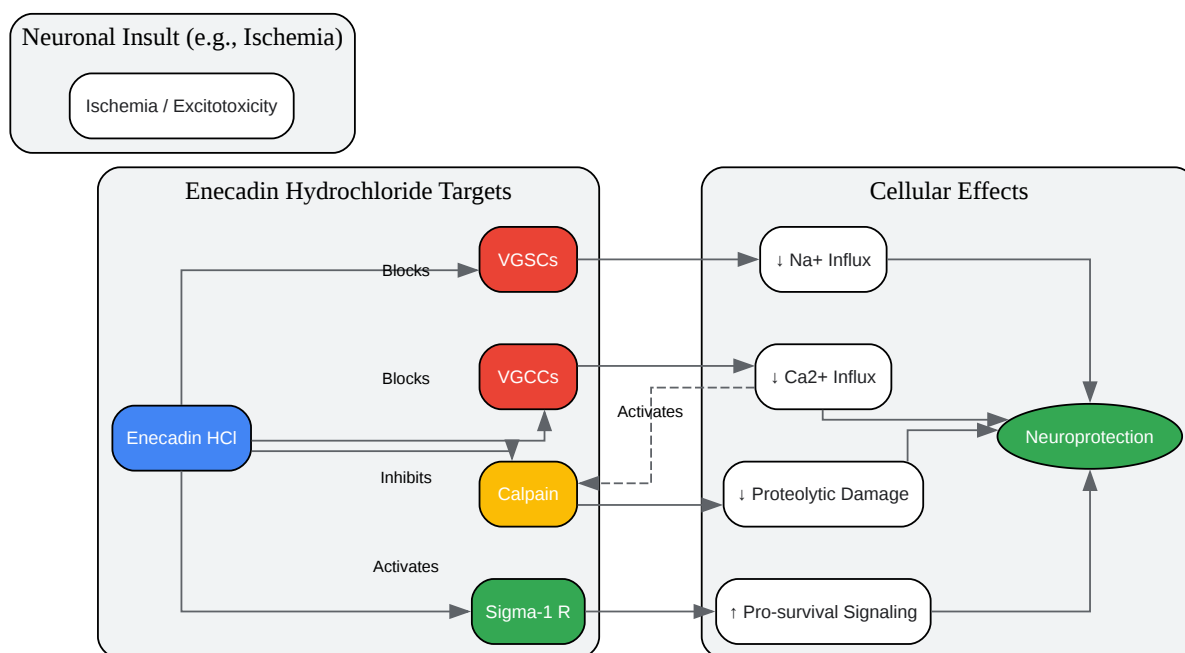 Neuronal Insult (e.g., Ischemia)
Ischemia / Excitotoxicity
Enecadin Hydrochloride Targets
Cellular Effects
VGSCs
↓ Na+ Influx
Blocks
VGCCs
↓ Ca2+ Influx
Blocks
Activates
Enecadin HCl
Neuroprotection
Inhibits
Calpain
↓ Proteolytic Damage
Activates
Sigma-1 R
↑ Pro-survival Signaling